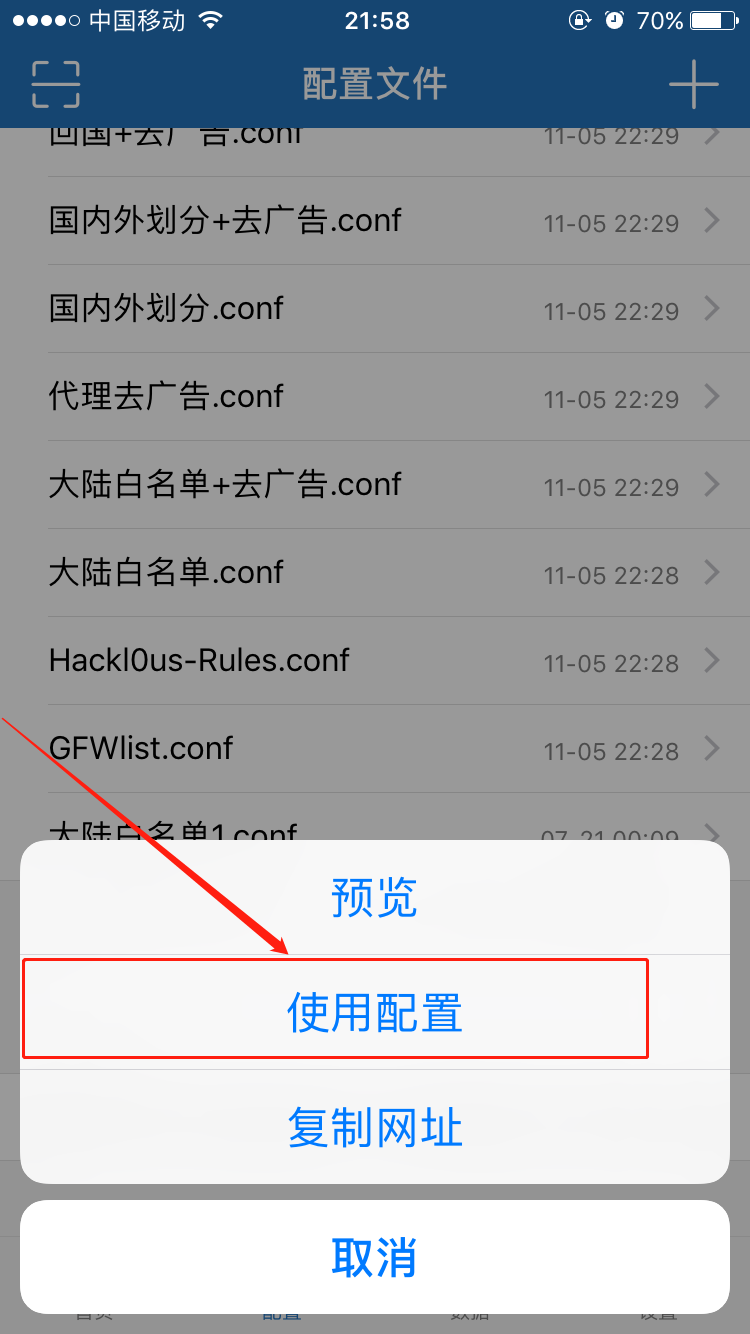 中国移动 21:58 70%
配置文件
回国+去广告.conf 11-05 22:29
国内外划分+去广告.conf 11-05 22:29
国内外划分.conf 11-05 22:29
代理去广告.conf 11-05 22:29
大陆白名单+去广告.conf 11-05 22:29
大陆白名单.conf 11-05 22:28
Hackl0us-Rules.conf 11-05 22:28
GFWlist.conf 11-05 22:28
大陆白名单1.conf 07-21 00:09
预览
使用配置
复制网址
取消
首页 配置 数据 设置